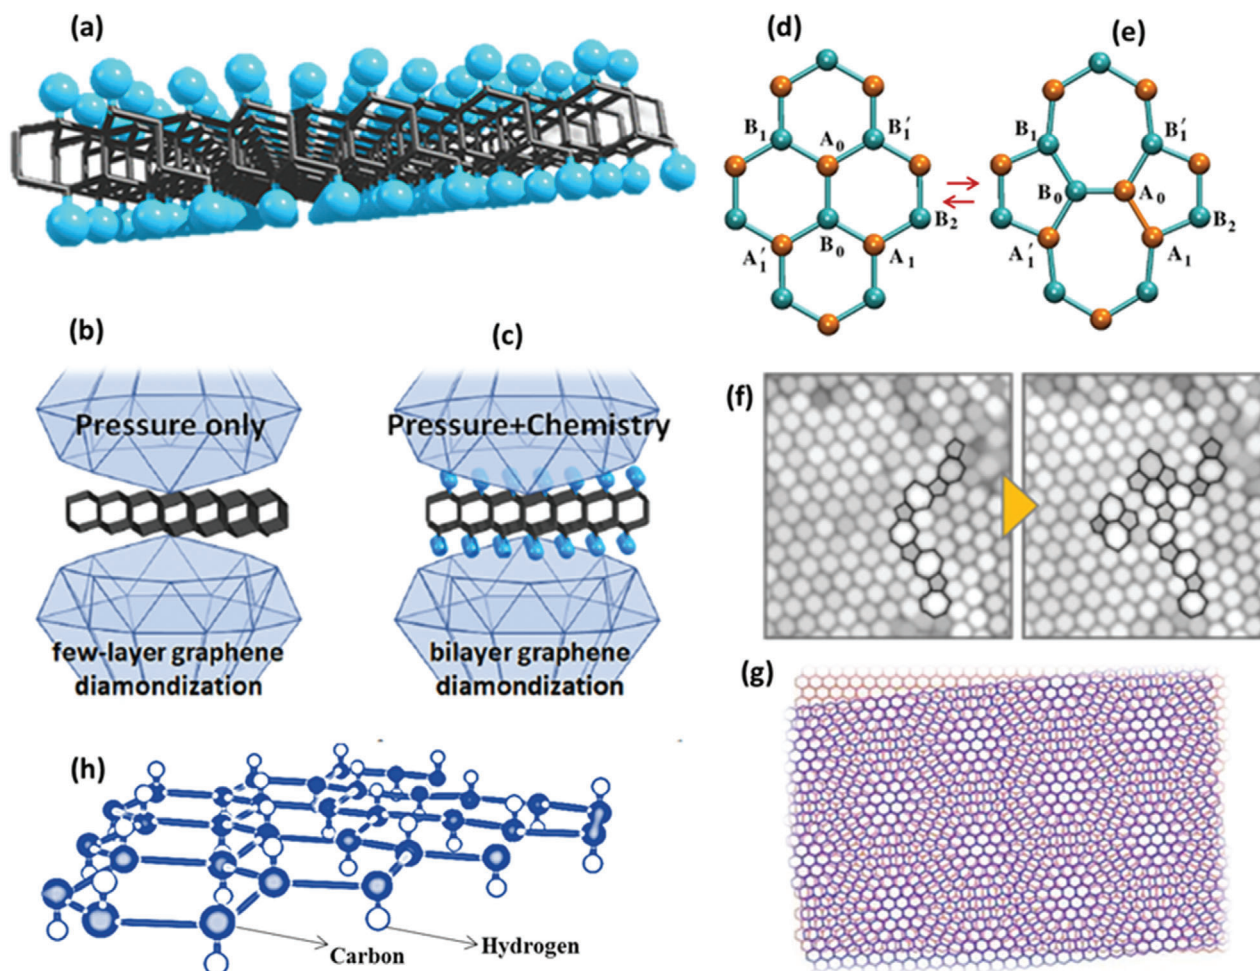 (a)
(d)
(e)
B₁
A₀
B₁′
B₂
A₁′
B₀
A₁
B₁
B₁′
B₀
A₀
B₂
A₁′
A₁
(b)
(c)
Pressure only
Pressure+Chemistry
few-layer graphene
diamondization
bilayer graphene
diamondization
(f)
(g)
(h)
Carbon
Hydrogen